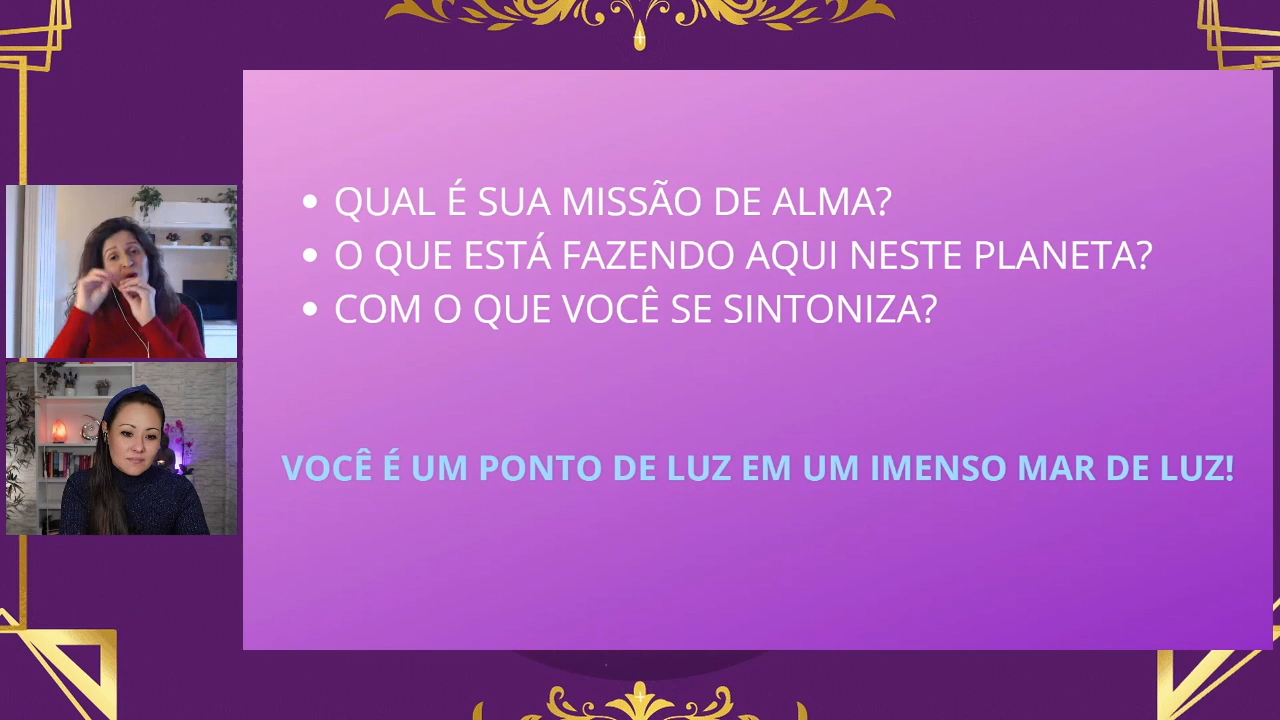 QUAL É SUA MISSÃO DE ALMA?
O QUE ESTÁ FAZENDO AQUI NESTE PLANETA?
COM O QUE VOCÊ SE SINTONIZA?
VOCÊ É UM PONTO DE LUZ EM UM IMENSO MAR DE LUZ!